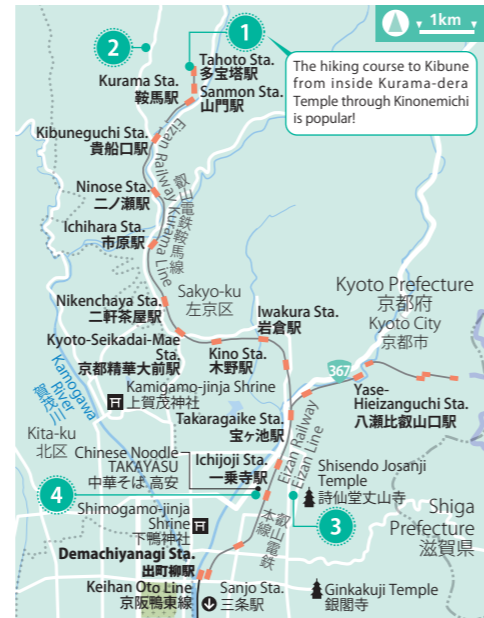 1km
1
2
Tahoto Sta.
多宝塔駅
The hiking course to Kibune
from inside Kurama-dera
Temple through Kinonemichi
is popular!
Kurama Sta.
鞍馬駅
Sanmon Sta.
山門駅
Kibuneguchi Sta.
貴船口駅
Eizan Railway Kurama Line
叡山電鉄鞍馬線
Ninose Sta.
二ノ瀬駅
Ichihara Sta.
市原駅
Sakyo-ku
左京区
Kyoto Prefecture
京都府
Kyoto City
京都市
Nikenchaya Sta.
二軒茶屋駅
Iwakura Sta.
岩倉駅
Kyoto-Seikadai-Mae
Sta.
京都精華大前駅
Kino Sta.
木野駅
367
Kamogawa
River
賀茂川
Kamigamo-jinja Shrine
上賀茂神社
Yase-
Hieizanguchi Sta.
八瀬比叡山口駅
Takaragaike Sta.
宝ヶ池駅
Kita-ku
北区
Chinese Noodle
TAKAYASU
中華そば 高安
Ichijoji Sta.
一乗寺駅
Eizan Railway
Eizan Line
叡山電鉄
本線
Shisendo Josanji
Temple
詩仙堂丈山寺
4
3
Shimogamo-jinja
Shrine
下鴨神社
Shiga
Prefecture
滋賀県
Demachiyanagi Sta.
出町柳駅
Keihan Oto Line
京阪鴨東線
Sanjo Sta.
三条駅
Ginkakuji Temple
銀閣寺